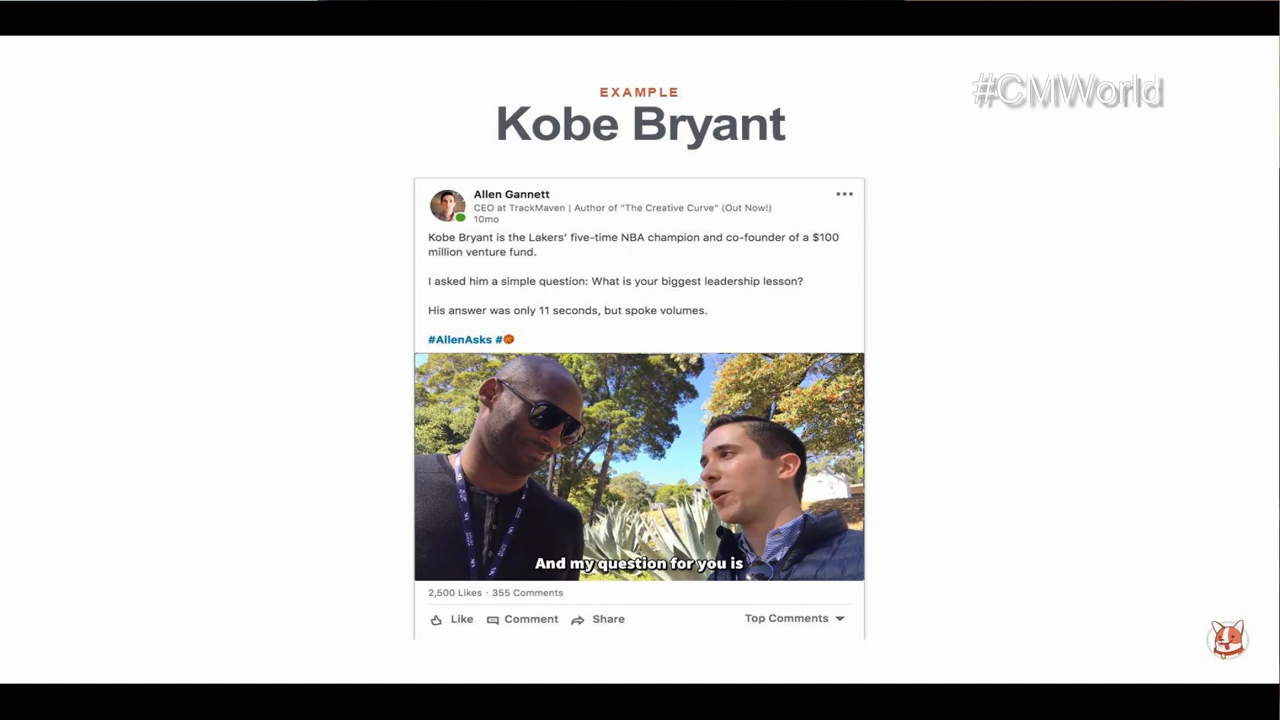 #CMWorld
EXAMPLE
Kobe Bryant
Allen Gannett
CEO at TrackMaven | Author of "The Creative Curve" (Out Now!)
10mo
Kobe Bryant is the Lakers' five-time NBA champion and co-founder of a $100
million venture fund.
I asked him a simple question: What is your biggest leadership lesson?
His answer was only 11 seconds, but spoke volumes.
#AllenAsks #🏀
And my question for you is
2,500 Likes · 355 Comments
Like Comment Share Top Comments